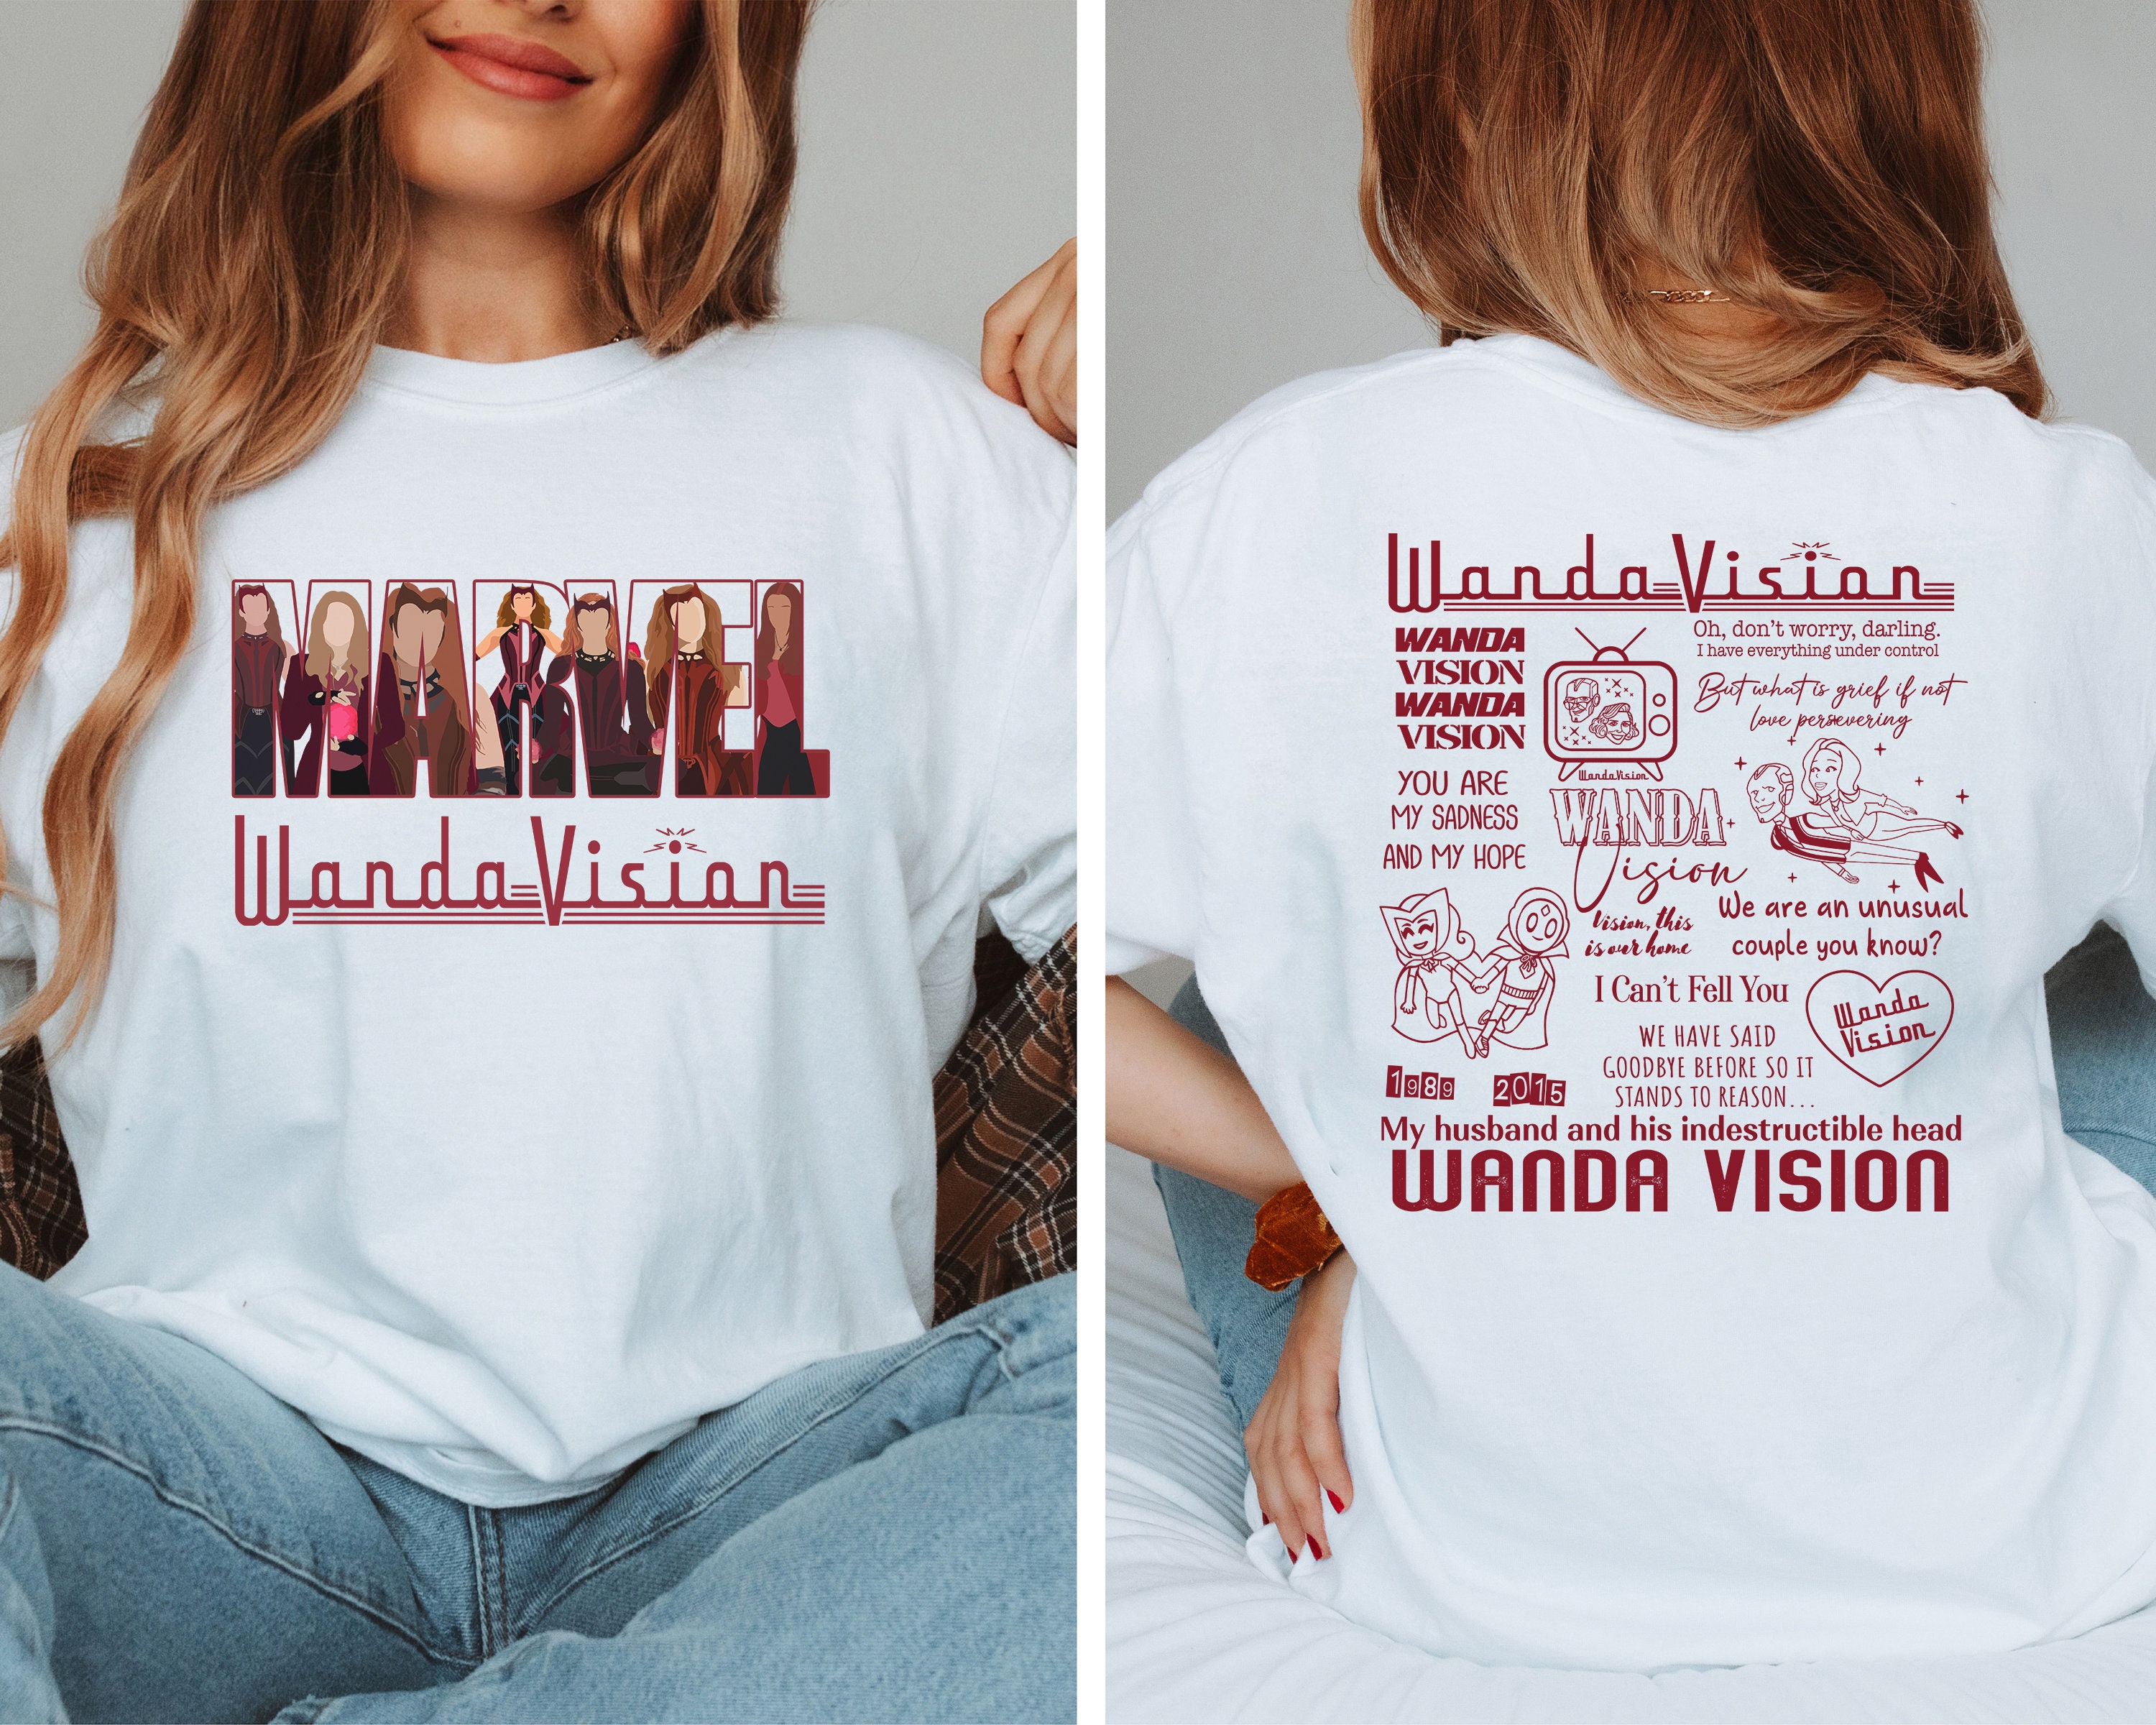 MARVEL
WandaVision
WandaVision
WANDA
VISION
WANDA
VISION
Oh, don't worry, darling.
I have everything under control
But what is grief if not
love persevering
WandaVision
YOU ARE
MY SADNESS
AND MY HOPE
WANDA
Vision
Vision, this
is our home
We are an unusual
couple you know?
I Can't Fell You
Wanda
Vision
WE HAVE SAID
GOODBYE BEFORE SO IT
STANDS TO REASON...
1989 2015
My husband and his indestructible head
WANDA VISION